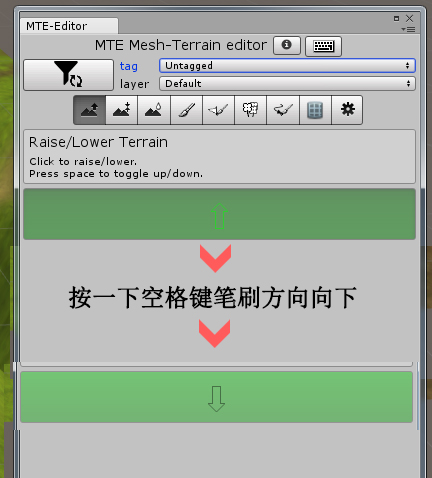 MTE-Editor
MTE Mesh-Terrain editor
tag Untagged
layer Default
Raise/Lower Terrain
Click to raise/lower.
Press space to toggle up/down.
按一下空格键笔刷方向向下